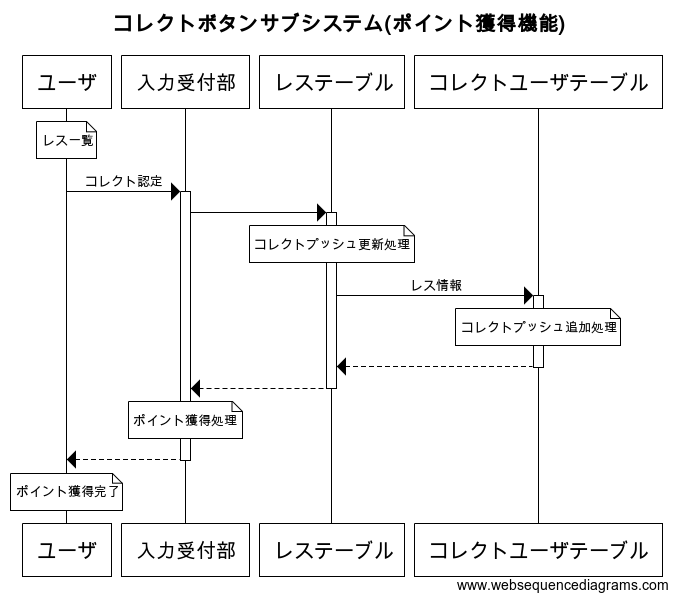 コレクトボタンサブシステム(ポイント獲得機能)
ユーザ
入力受付部
レステーブル
コレクトユーザテーブル
レス一覧
コレクト認定
コレクトプッシュ更新処理
レス情報
コレクトプッシュ追加処理
ポイント獲得処理
ポイント獲得完了
ユーザ
入力受付部
レステーブル
コレクトユーザテーブル
www.websequencediagrams.com